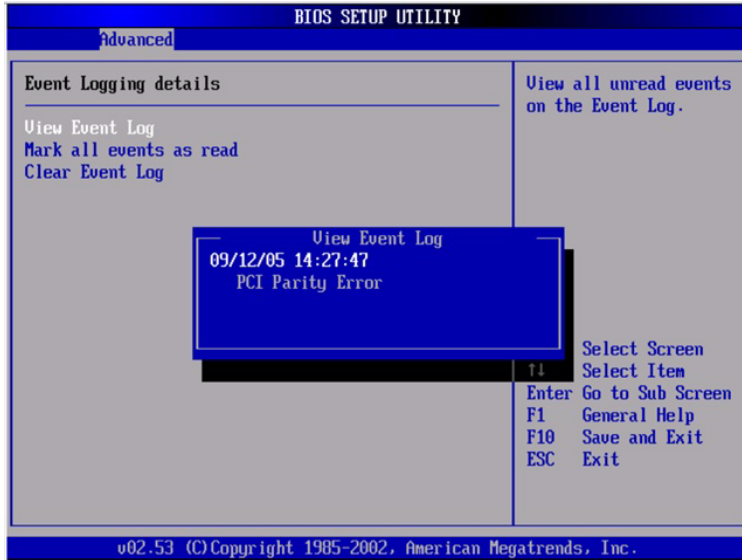 BIOS SETUP UTILITY
Advanced
Event Logging details
View Event Log
Mark all events as read
Clear Event Log
View all unread events
on the Event Log.
View Event Log
09/12/05 14:27:47
PCI Parity Error
Select Screen
↑↓ Select Item
Enter Go to Sub Screen
F1 General Help
F10 Save and Exit
ESC Exit
v02.53 (C)Copyright 1985-2002, American Megatrends, Inc.